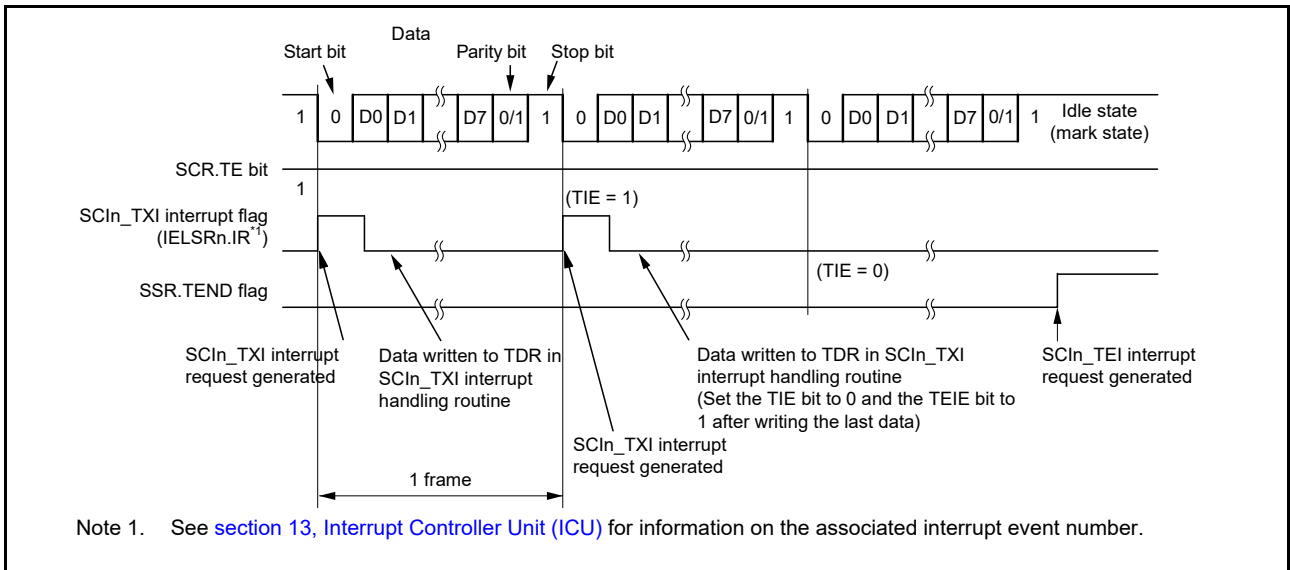 Data
Start bit
Parity bit
Stop bit
1 0 D0 D1 D7 0/1 1 0 D0 D1 D7 0/1 1 0 D0 D1 D7 0/1 1
Idle state
(mark state)
SCR.TE bit
1
SCIn_TXI interrupt flag
(IELSRn.IR*1)
(TIE = 1)
(TIE = 0)
SSR.TEND flag
SCIn_TXI interrupt
request generated
Data written to TDR in
SCIn_TXI interrupt
handling routine
SCIn_TXI interrupt
request generated
Data written to TDR in SCIn_TXI
interrupt handling routine
(Set the TIE bit to 0 and the TEIE bit to
1 after writing the last data)
SCIn_TEI interrupt
request generated
1 frame
Note 1. See section 13, Interrupt Controller Unit (ICU) for information on the associated interrupt event number.